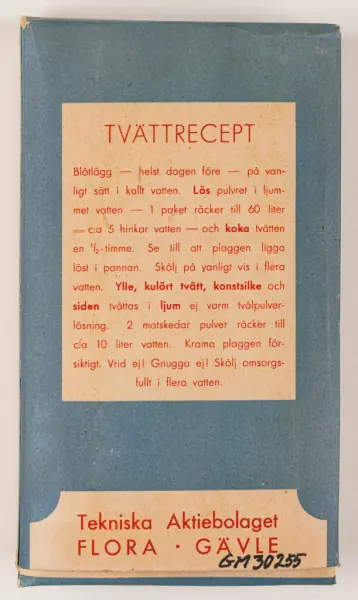 TVÄTTRECEPT
Blötlägg — helst dagen före — på van-
ligt sätt i kallt vatten. Lös pulvret i ljum-
met vatten — 1 paket räcker till 60 liter
— c:a 5 hinkar vatten — och koka tvätten
en ½-timme. Se till att plaggen ligga
löst i pannan. Skölj på vanligt vis i flera
vatten. Ylle, kulört tvätt, konstsilke och
siden tvättas i ljum ej varm tvålpulver-
lösning. 2 matskedar pulver räcker till
c:a 10 liter vatten. Krama plaggen för-
siktigt. Vrid ej! Gnugga ej! Skölj omsorgs-
fullt i flera vatten.
Tekniska Aktiebolaget
FLORA · GÄVLE
GM30255